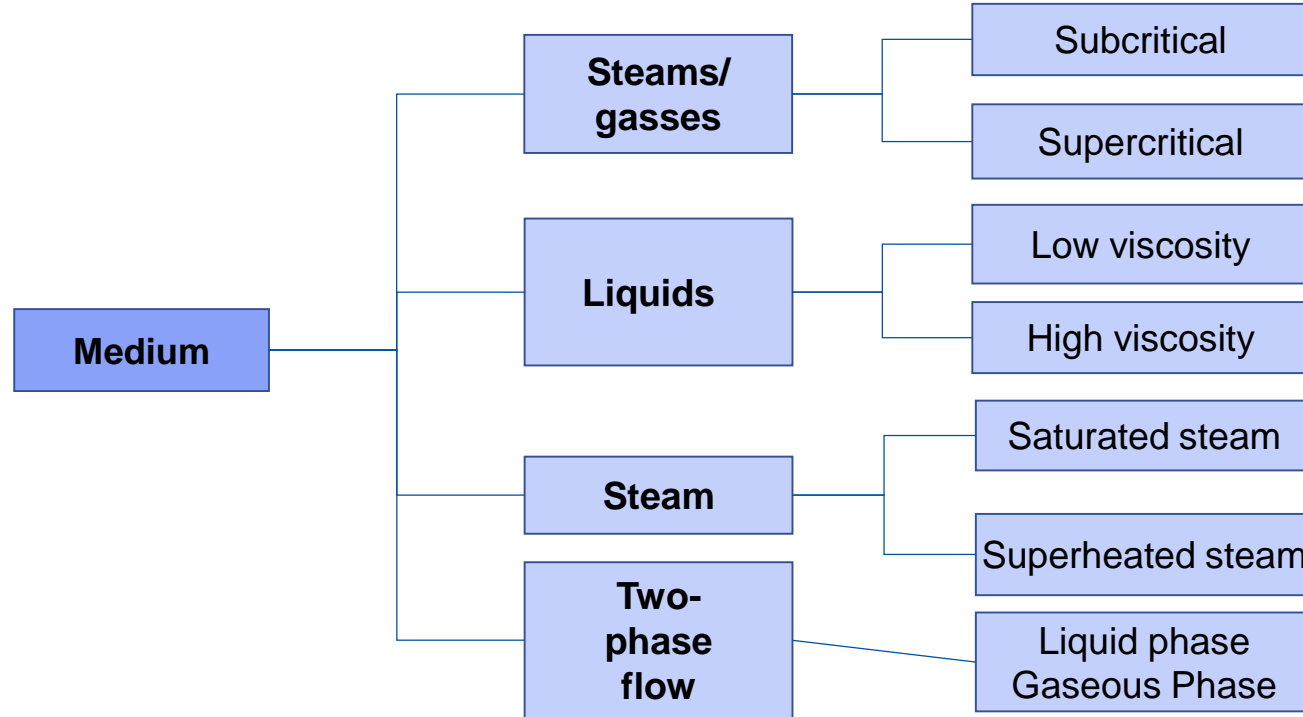 Medium
Steams/
gasses
Subcritical
Supercritical
Liquids
Low viscosity
High viscosity
Steam
Saturated steam
Superheated steam
Two-
phase
flow
Liquid phase
Gaseous Phase